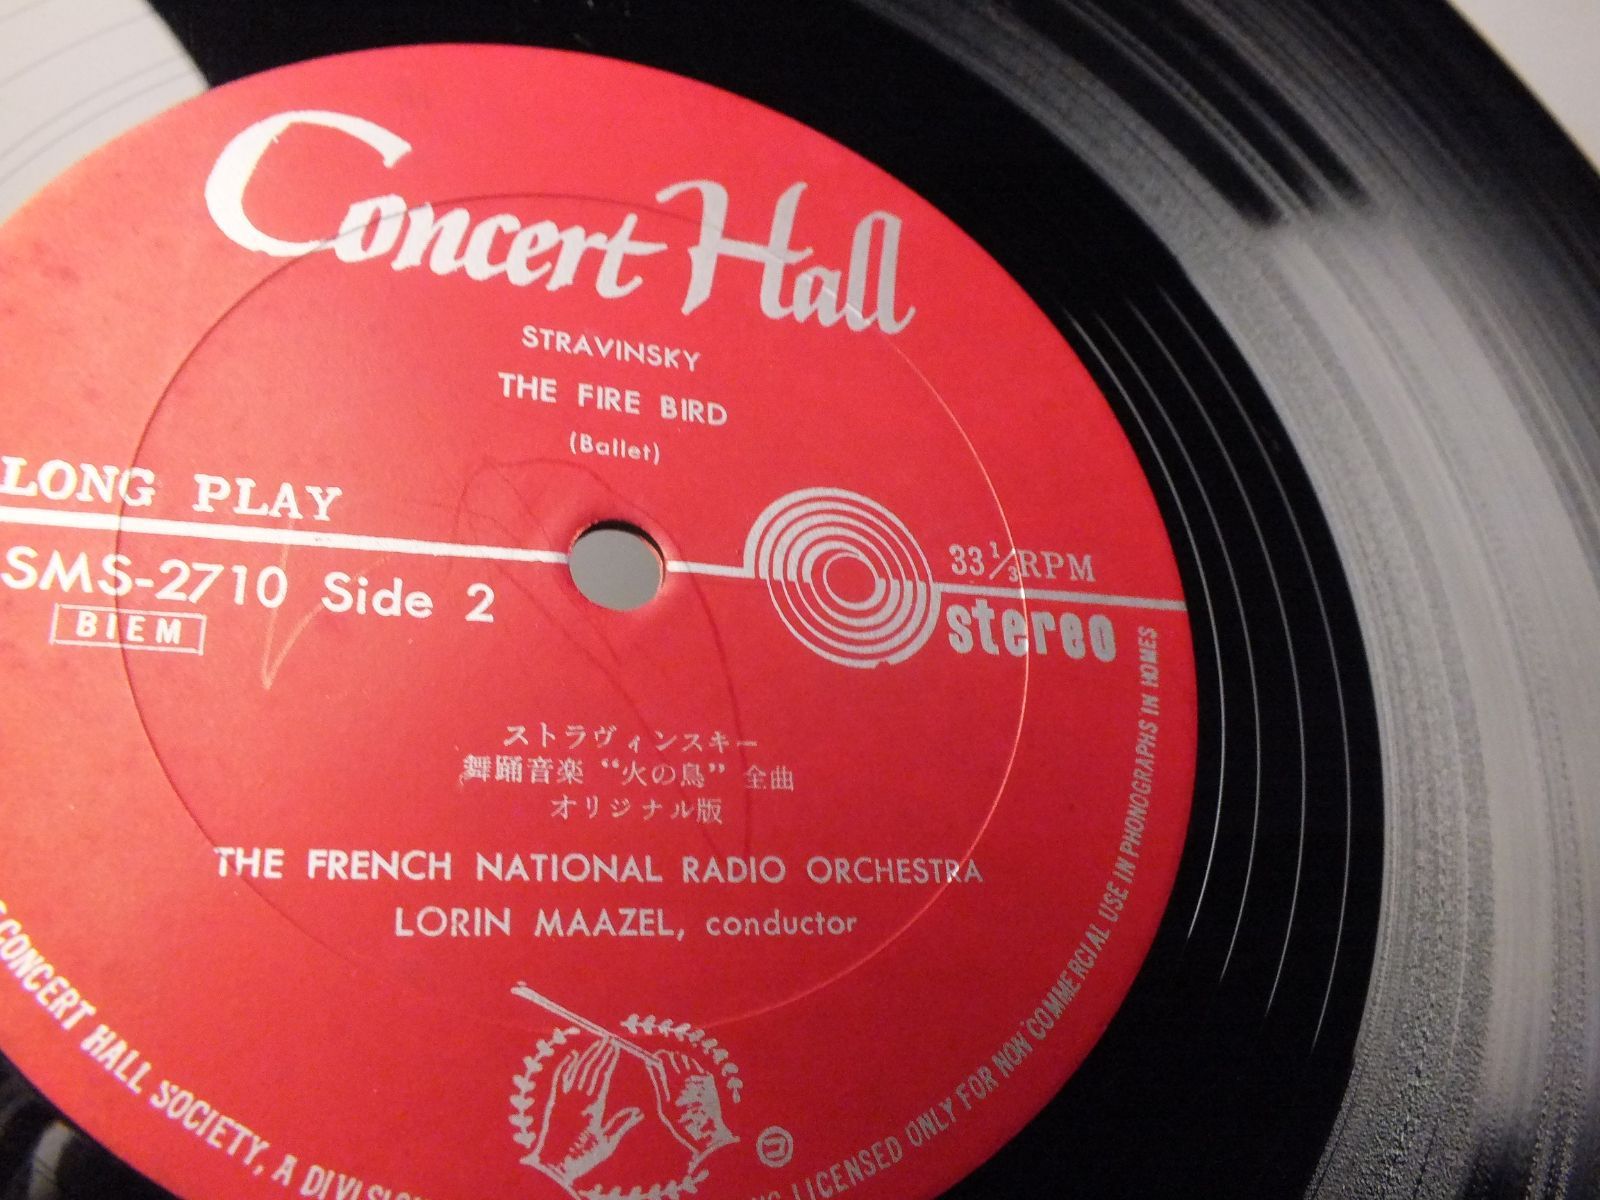 Concert Hall
STRAVINSKY
THE FIRE BIRD
(Ballet)
LONG PLAY
33 1/3 RPM
SMS-2710 Side 2
stereo
BIEM
ストラヴィンスキー
舞踊音楽 “火の鳥” 全曲
オリジナル版
THE FRENCH NATIONAL RADIO ORCHESTRA
LORIN MAAZEL, conductor
CONCERT HALL SOCIETY, A
LICENSED ONLY FOR NON COMMERCIAL USE IN PHONOGRAPHS IN HOMES